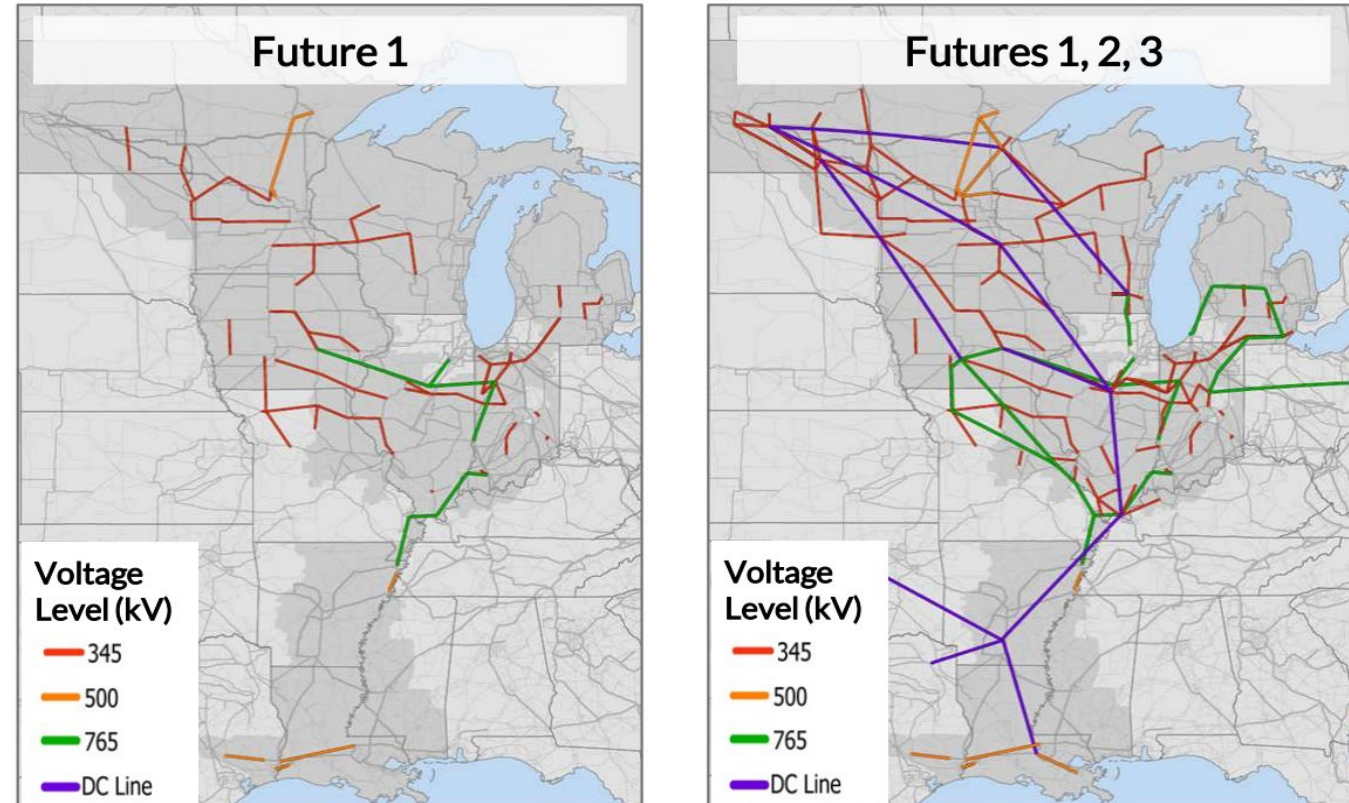 Future 1
Voltage
Level (kV)
345
500
765
DC Line
Futures 1, 2, 3
Voltage
Level (kV)
345
500
765
DC Line